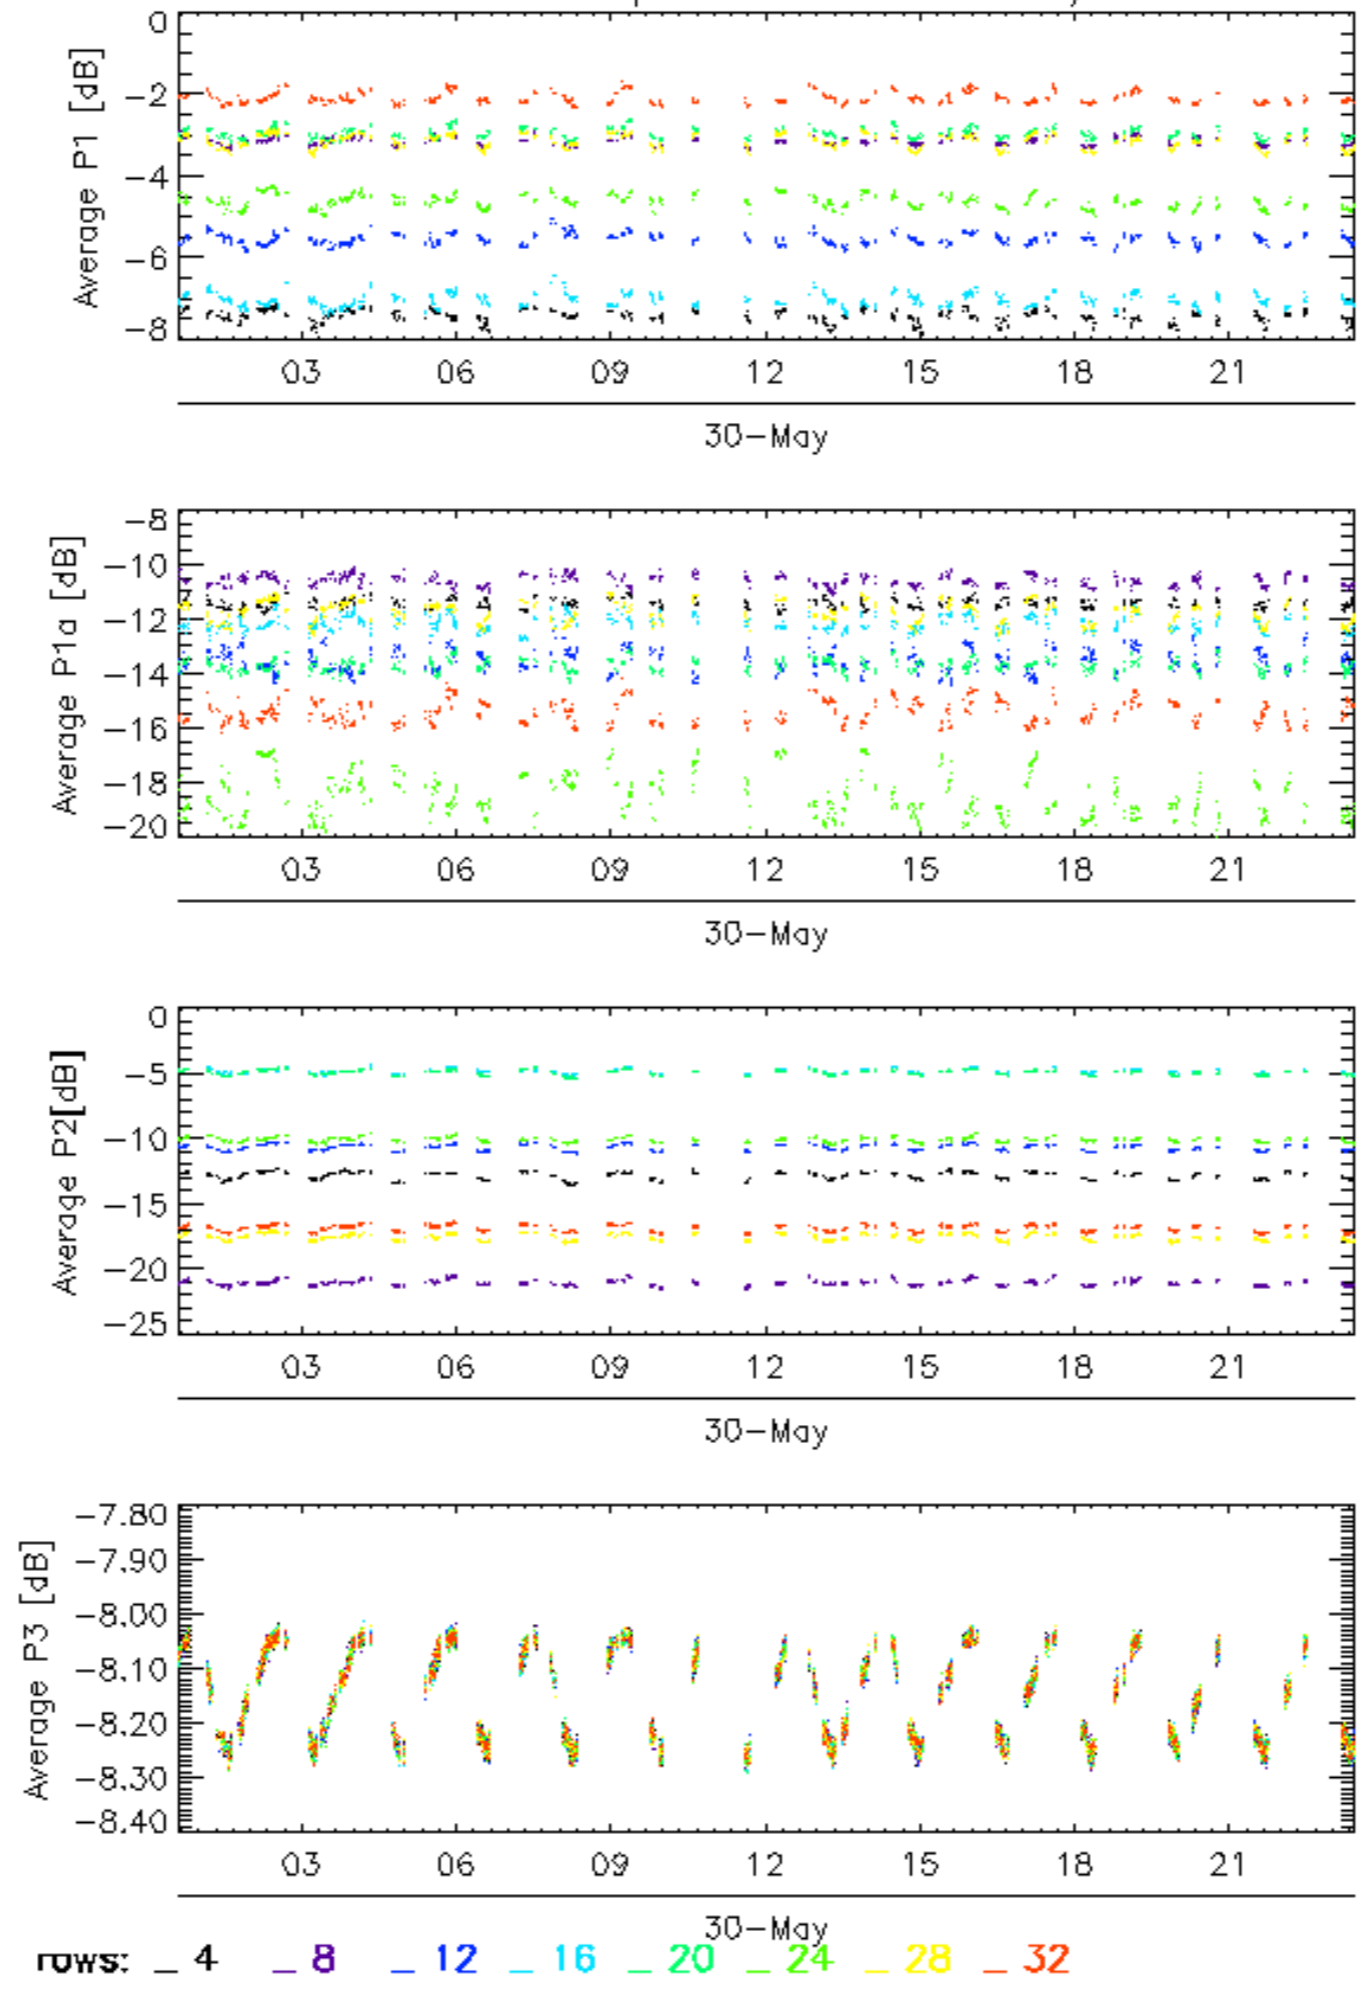 0
-2
-4
-6
-8
Average P1 [dB]
03 06 09 12 15 18 21
30-May
-8
-10
-12
-14
-16
-18
-20
Average P1a [dB]
03 06 09 12 15 18 21
30-May
0
-5
-10
-15
-20
-25
Average P2[dB]
03 06 09 12 15 18 21
30-May
-7.80
-7.90
-8.00
-8.10
-8.20
-8.30
-8.40
Average P3 [dB]
03 06 09 12 15 18 21
30-May
rows: _ 4 _ 8 _ 12 _ 16 _ 20 _ 24 _ 28 _ 32